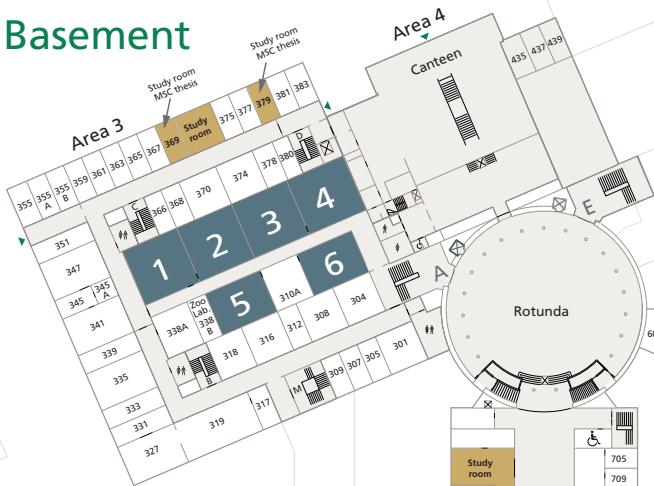 Basement
Area 4
Study room
MSC thesis
Canteen
435
437
439
Study room
MSC thesis
Area 3
355
355
A
355
B
359
361
363
365
367
369
Study
room
375
377
379
381
383
C
366
368
370
374
378
380
D
351
347
345
345
A
341
339
335
333
331
327
1
2
3
4
5
6
Zoo
Lab.
338A
338
B
310A
318
316
312
308
304
B
319
317
M
309
307
305
301
A
E
Rotunda
Study
room
705
709